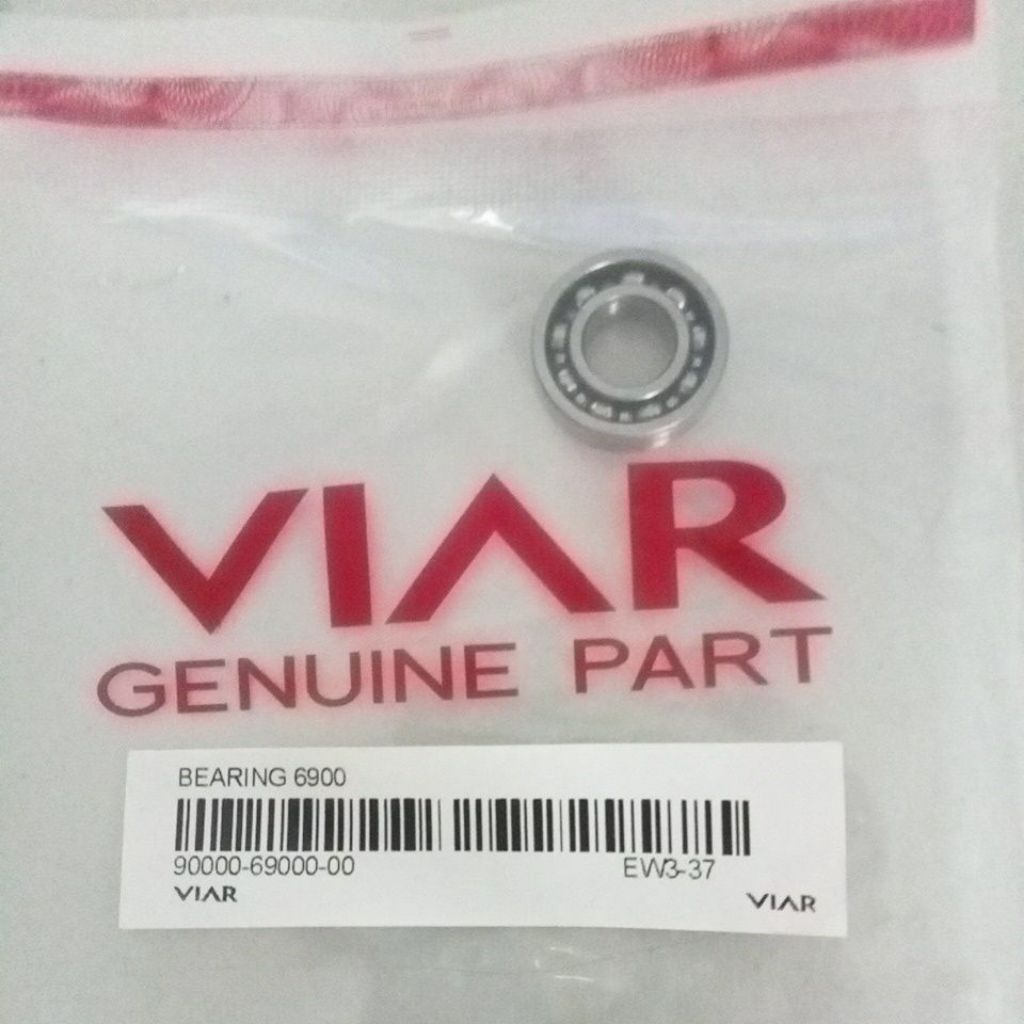 VIAR
GENUINE PART
BEARING 6900
90000-69000-00 EW3-37
VIAR VIAR